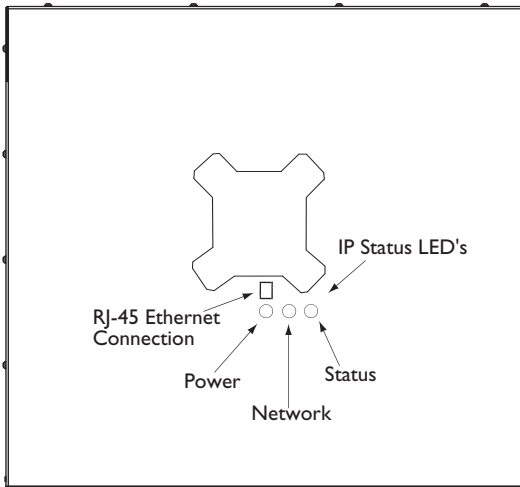 IP Status LED's
RJ-45 Ethernet
Connection
Status
Power
Network